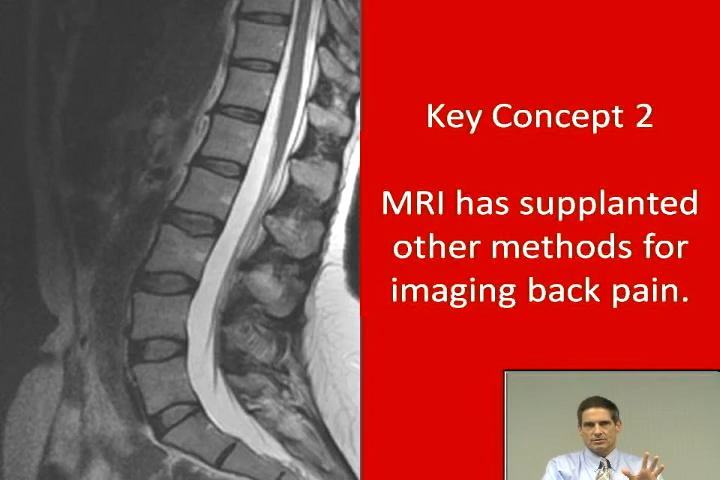 Key Concept 2
MRI has supplanted
other methods for
imaging back pain.